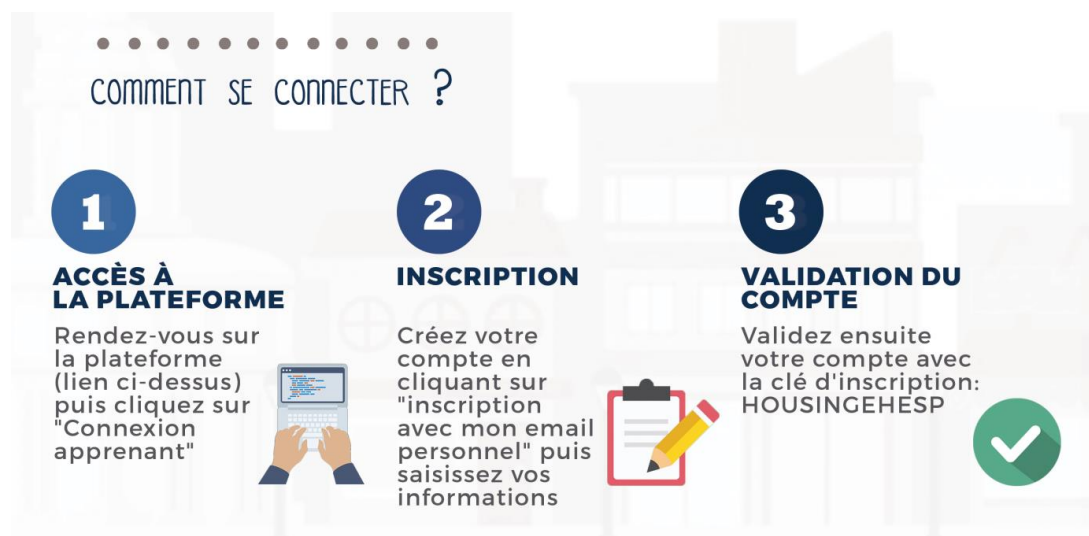 COMMENT SE CONNECTER ?
1
ACCÈS À
LA PLATEFORME
Rendez-vous sur
la plateforme
(lien ci-dessus)
puis cliquez sur
"Connexion
apprenant"
2
INSCRIPTION
Créez votre
compte en
cliquant sur
"inscription
avec mon email
personnel" puis
saisissez vos
informations
3
VALIDATION DU
COMPTE
Validez ensuite
votre compte avec
la clé d'inscription:
HOUSINGEHESP